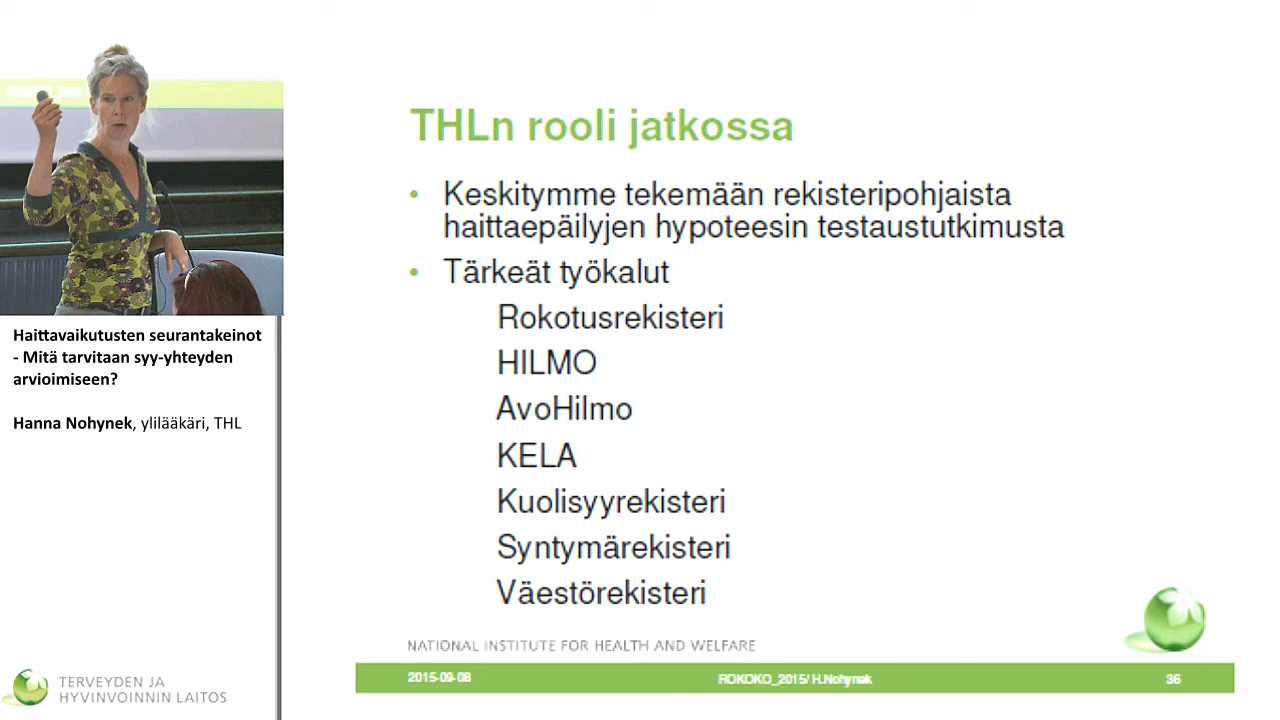 THLn rooli jatkossa
• Keskitymme tekemään rekisteripohjaista
haittaepäilyjen hypoteesin testaustutkimusta
• Tärkeät työkalut
Rokotusrekisteri
HILMO
AvoHilmo
KELA
Kuolisyyrekisteri
Syntymärekisteri
Väestörekisteri
NATIONAL INSTITUTE FOR HEALTH AND WELFARE
2015-09-08
ROKOKO_2015/ H.Nohynek
36
Haittavaikutusten seurantakeinot
- Mitä tarvitaan syy-yhteyden
arvioimiseen?
Hanna Nohynek, ylilääkäri, THL
TERVEYDEN JA
HYVINVOINNIN LAITOS